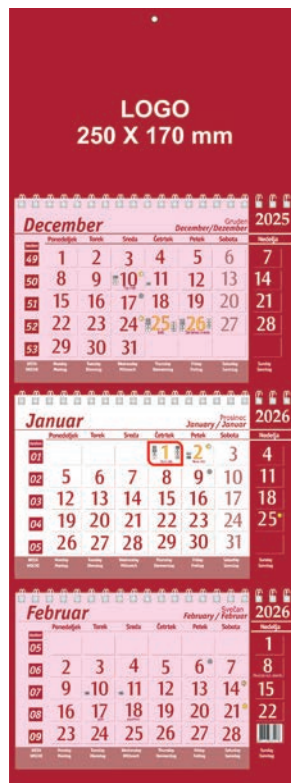 LOGO
250 X 170 mm
December
Gruden
December/Dezember
2025
Ponedeljek Torek Sreda Četrtek Petek Sobota Nedelja
49 1 2 3 4 5 6 7
50 8 9 10 11 12 13 14
51 15 16 17 18 19 20 21
52 22 23 24 25 26 27 28
53 29 30 31
Januar
Prosinec
January/Januar
2026
Ponedeljek Torek Sreda Četrtek Petek Sobota Nedelja
01 1 2 3 4
02 5 6 7 8 9 10 11
03 12 13 14 15 16 17 18
04 19 20 21 22 23 24 25
05 26 27 28 29 30 31
Februar
Svečan
February/Februar
2026
Ponedeljek Torek Sreda Četrtek Petek Sobota Nedelja
05 1
06 2 3 4 5 6 7 8
07 9 10 11 12 13 14 15
08 16 17 18 19 20 21 22
09 23 24 25 26 27 28